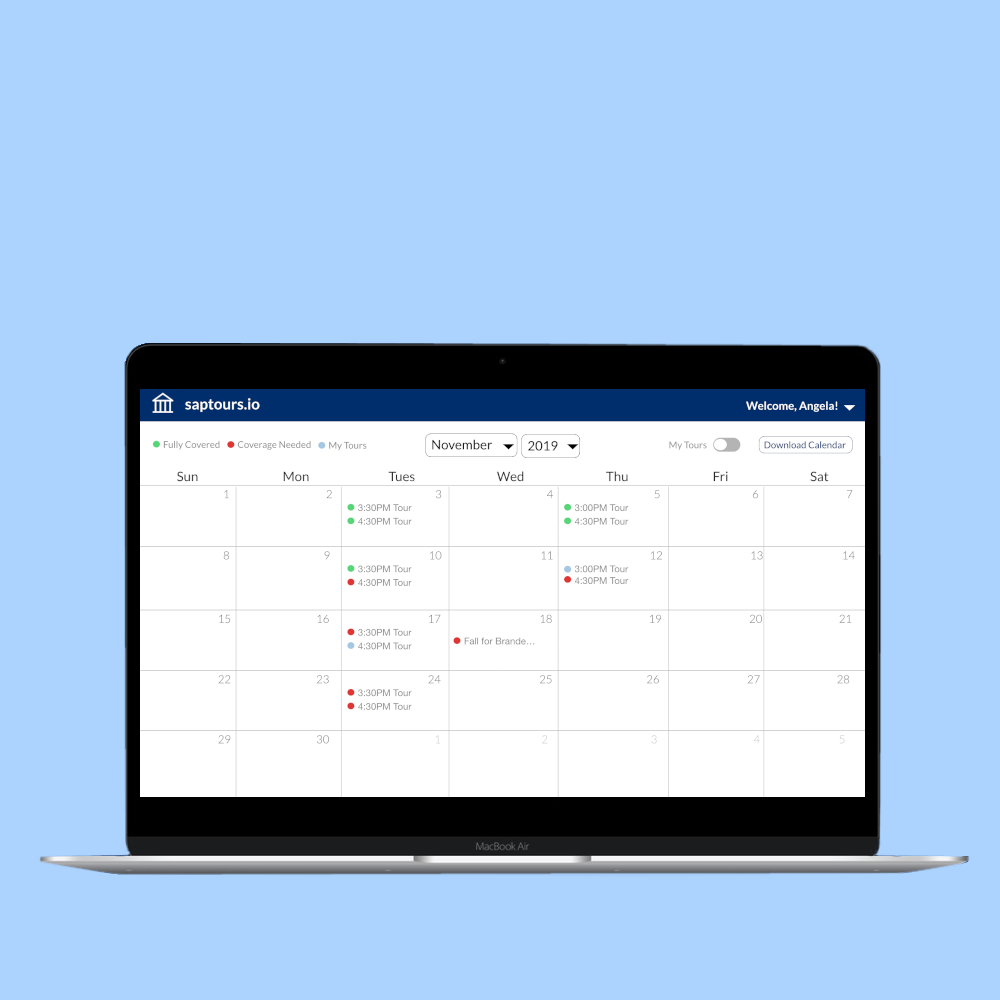 saptours.io Welcome, Angela!
Fully Covered Coverage Needed My Tours November 2019 My Tours Download Calendar
Sun Mon Tues Wed Thu Fri Sat
1 2 3 4 5 6 7
3:30PM Tour 3:00PM Tour
4:30PM Tour 4:30PM Tour
8 9 10 11 12 13 14
3:30PM Tour 3:00PM Tour
4:30PM Tour 4:30PM Tour
15 16 17 18 19 20 21
3:30PM Tour Fall for Brande...
4:30PM Tour
22 23 24 25 26 27 28
3:30PM Tour
4:30PM Tour
29 30 1 2 3 4 5
MacBook Air